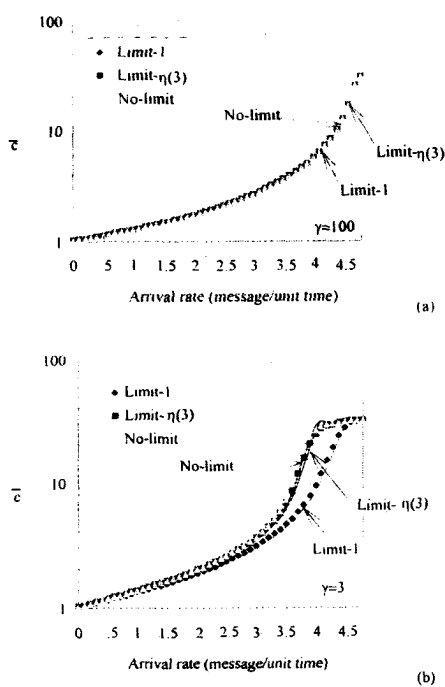 100
Limit-1
Limit-η(3)
No-limit
No-limit
10
c̄
Limit-η(3)
Limit-1
γ=100
1
0 .5 1 1.5 2 2.5 3 3.5 4 4.5
Arrival rate (message/unit time)
(a)
100
Limit-1
Limit-η(3)
No-limit
No-limit
10
c̄
Limit-η(3)
Limit-1
γ=3
1
0 .5 1 1.5 2 2.5 3 3.5 4 4.5
Arrival rate (message/unit time)
(b)